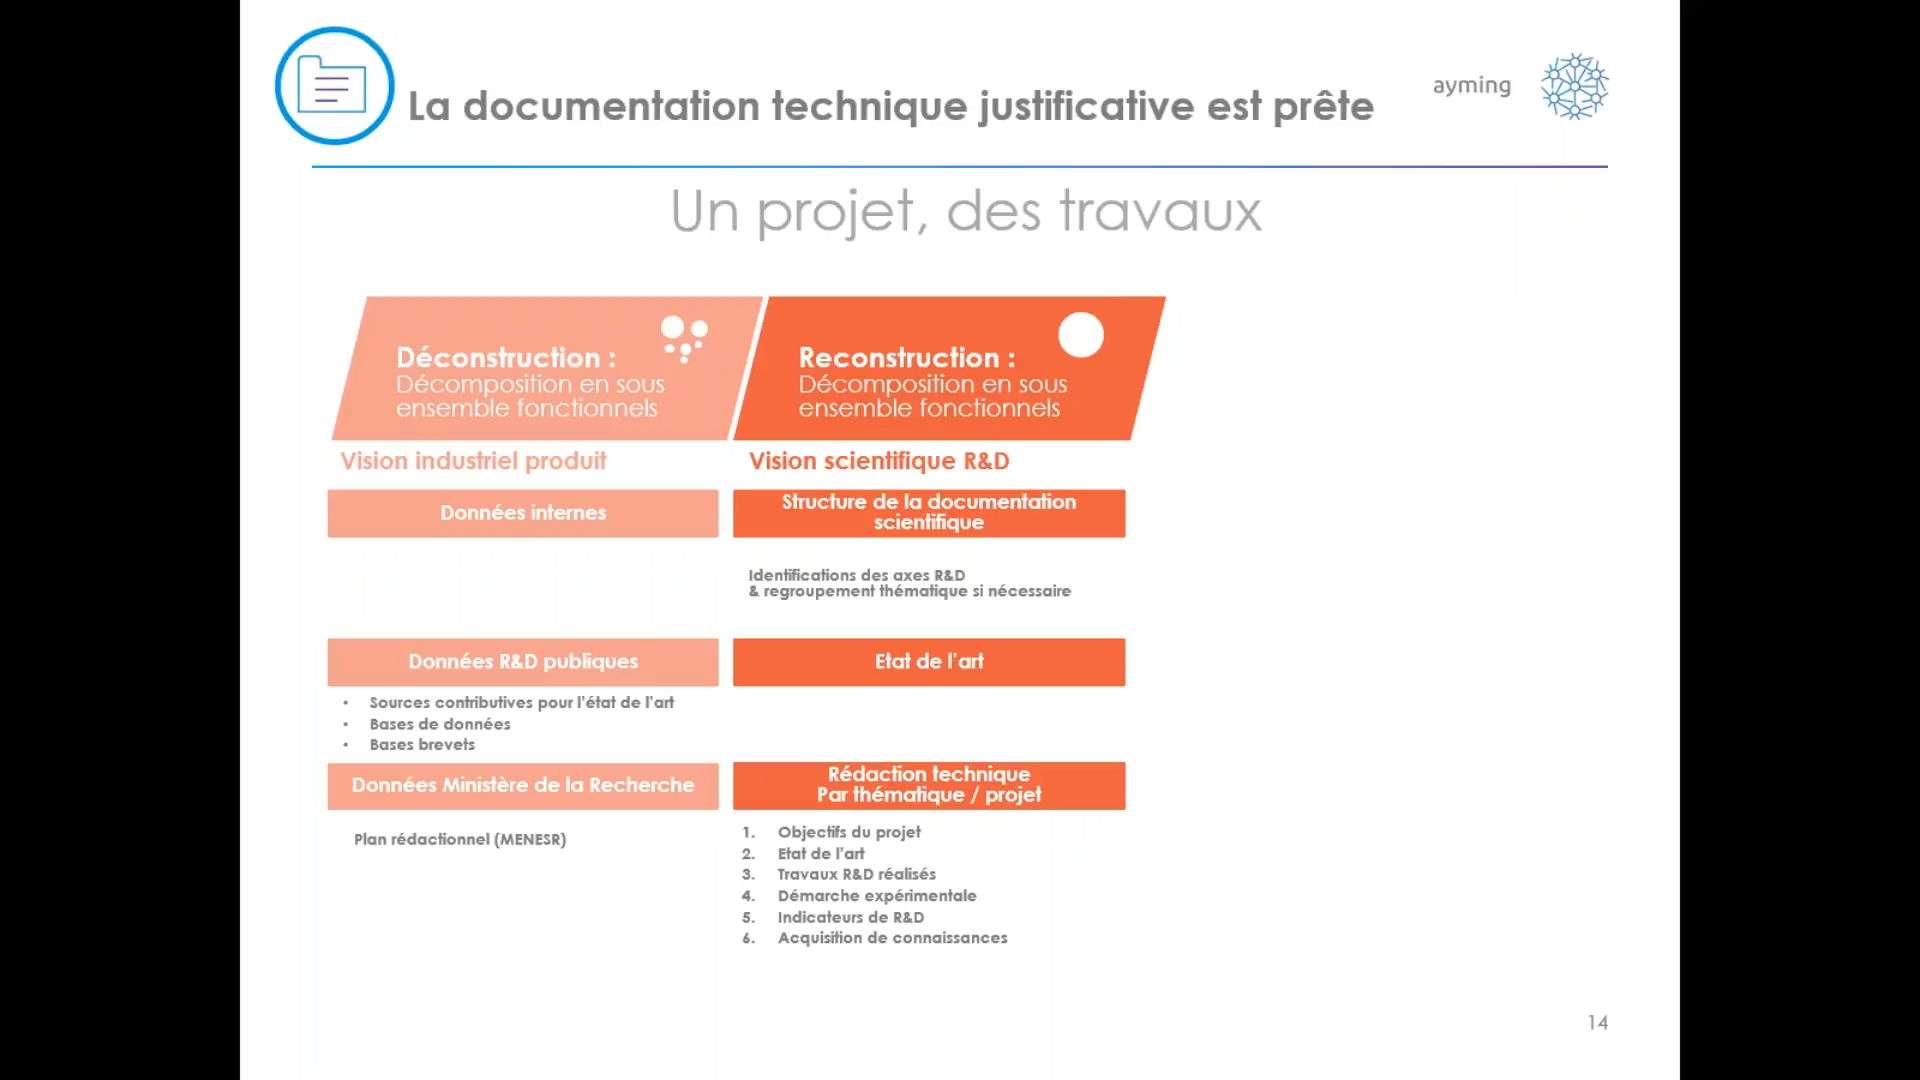 La documentation technique justificative est prête
ayming
Un projet, des travaux
Déconstruction :
Décomposition en sous
ensemble fonctionnels
Reconstruction :
Décomposition en sous
ensemble fonctionnels
Vision industriel produit
Vision scientifique R&D
Données internes
Structure de la documentation
scientifique
Identifications des axes R&D
& regroupement thématique si nécessaire
Données R&D publiques
Etat de l'art
• Sources contributives pour l'état de l'art
• Bases de données
• Bases brevets
Données Ministère de la Recherche
Rédaction technique
Par thématique / projet
Plan rédactionnel (MENESR)
1. Objectifs du projet
2. Etat de l'art
3. Travaux R&D réalisés
4. Démarche expérimentale
5. Indicateurs de R&D
6. Acquisition de connaissances
14